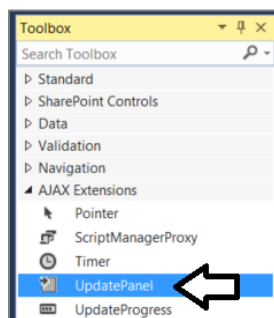 Toolbox
Search Toolbox
Standard
SharePoint Controls
Data
Validation
Navigation
AJAX Extensions
Pointer
ScriptManagerProxy
Timer
UpdatePanel
UpdateProgress